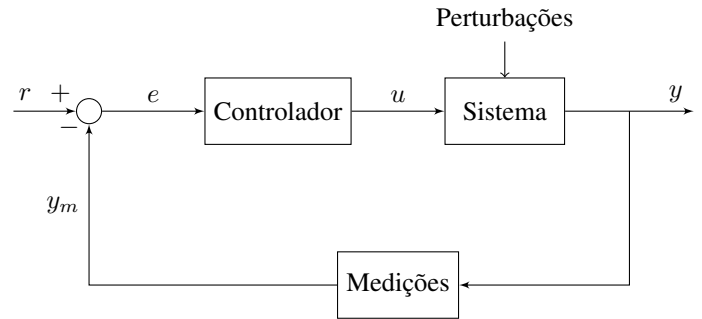 Perturbações
r
+
e
Controlador
u
Sistema
y
−
y_m
Medições